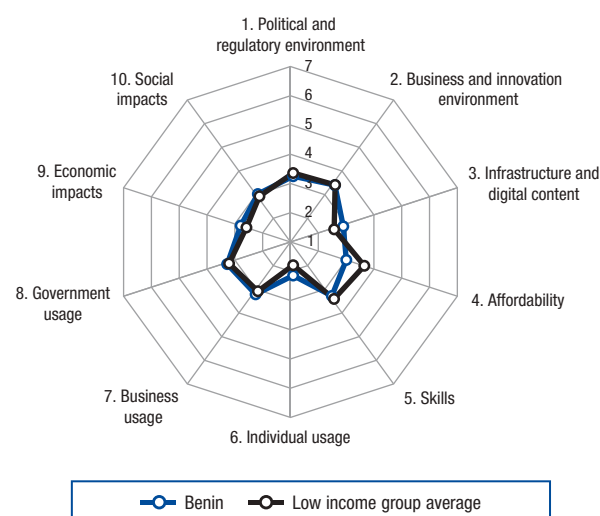 1. Political and
regulatory environment
2. Business and innovation
environment
3. Infrastructure and
digital content
4. Affordability
5. Skills
6. Individual usage
7. Business
usage
8. Government
usage
9. Economic
impacts
10. Social
impacts
7
6
5
4
3
2
1
Benin
Low income group average